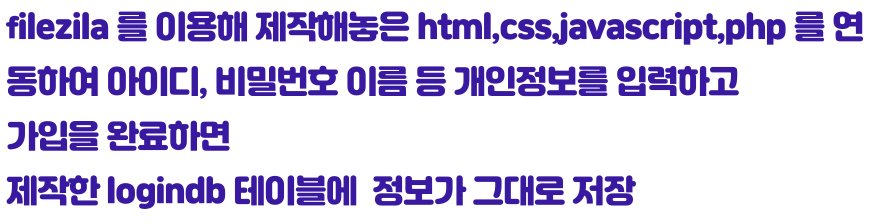 filezila 를 이용해 제작해놓은 html,css,javascript,php 를 연
동하여 아이디, 비밀번호 이름 등 개인정보를 입력하고
가입을 완료하면
제작한 logindb 테이블에  정보가 그대로 저장